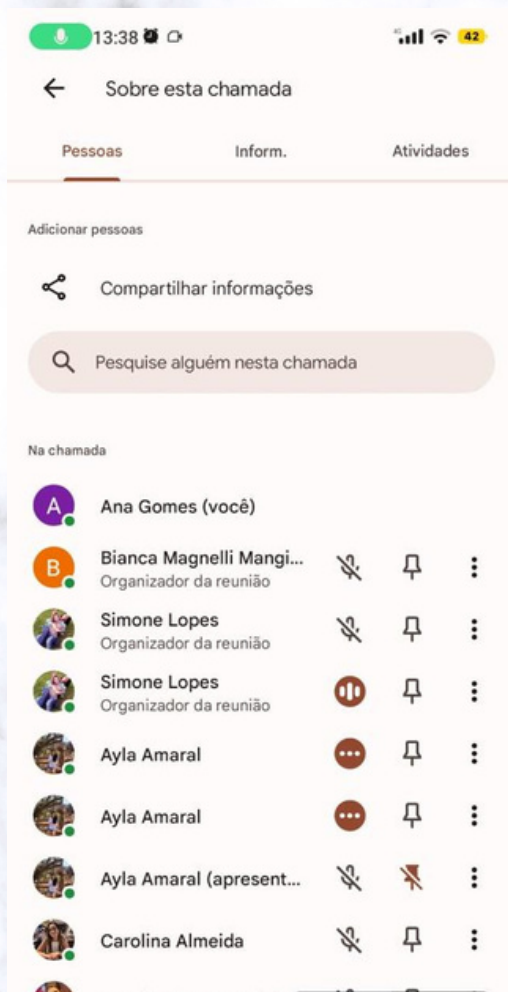 13:38
42
Sobre esta chamada
Pessoas Inform. Atividades
Adicionar pessoas
Compartilhar informações
Pesquise alguém nesta chamada
Na chamada
A Ana Gomes (você)
B Bianca Magnelli Mangi...
Organizador da reunião
Simone Lopes
Organizador da reunião
Simone Lopes
Organizador da reunião
Ayla Amaral
Ayla Amaral
Ayla Amaral (apresent...
Carolina Almeida